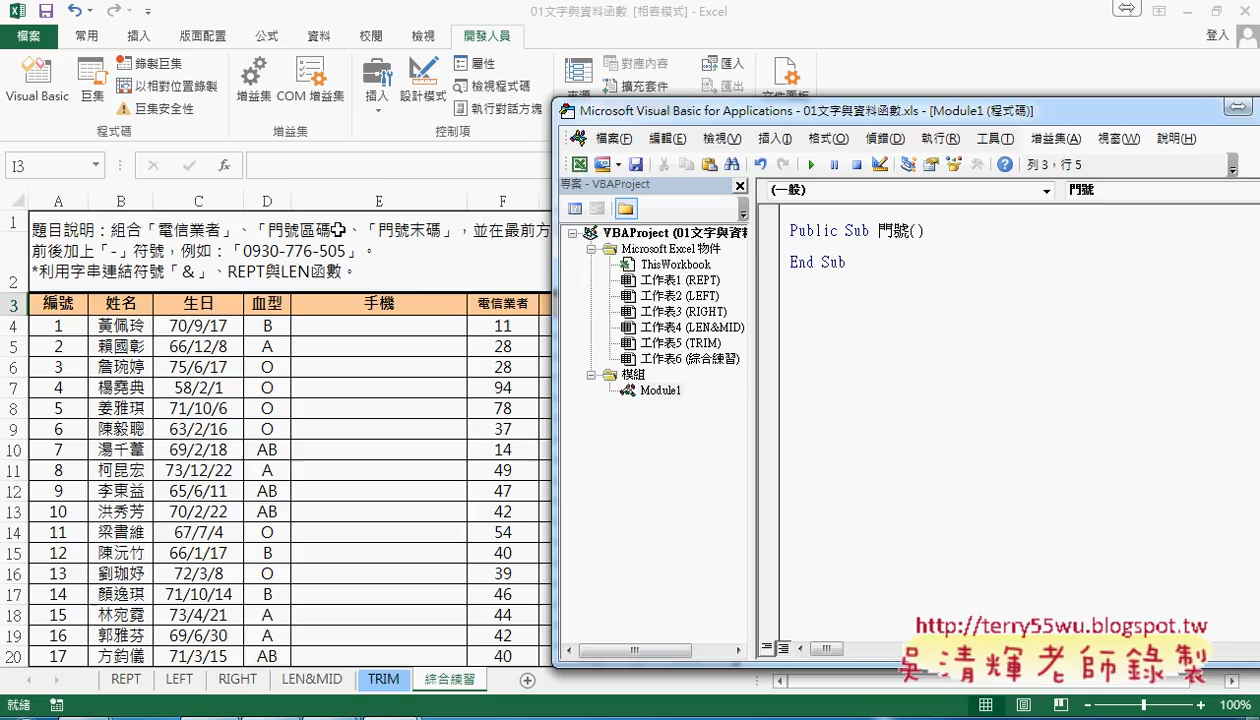 01文字與資料函數 [相容模式] - Excel
登入
檔案 常用 插入 版面配置 公式 資料 校閱 檢視 開發人員
Visual Basic 巨集 錄製巨集 以相對位置錄製 巨集安全性 增益集 COM 增益集 插入 設計模式 屬性 檢視程式碼 執行對話方塊 對應內容 擴充套件 匯入 匯出
程式碼 增益集 控制項
I3 fx
A B C D E F
1 題目說明：組合「電信業者」、「門號區碼」、「門號末碼」，並在最前方
前後加上「-」符號，例如：「0930-776-505」。
2 *利用字串連結符號「&」、REPT與LEN函數。
3 編號 姓名 生日 血型 手機 電信業者
4 1 黃佩玲 70/9/17 B 11
5 2 賴國彰 66/12/8 A 28
6 3 詹琬婷 75/6/17 O 28
7 4 楊堯典 58/2/1 O 94
8 5 姜雅琪 71/10/6 O 78
9 6 陳毅聰 63/2/16 O 37
10 7 湯千蕙 69/2/18 AB 14
11 8 柯昆宏 73/12/22 A 49
12 9 李東益 65/6/11 AB 47
13 10 洪秀芳 70/2/22 AB 42
14 11 梁書維 67/7/4 O 54
15 12 陳沅竹 66/1/17 B 40
16 13 劉珈妤 72/3/8 O 39
17 14 顏逸琪 71/10/14 B 46
18 15 林宛霓 73/4/21 A 44
19 16 郭雅芬 69/6/30 A 42
20 17 方鈞儀 71/3/15 AB 40
REPT LEFT RIGHT LEN&MID TRIM 綜合練習
就緒 100%
Microsoft Visual Basic for Applications - 01文字與資料函數.xls - [Module1 (程式碼)]
檔案(F) 編輯(E) 檢視(V) 插入(I) 格式(O) 偵錯(D) 執行(R) 工具(T) 增益集(A) 視窗(W) 說明(H)
列 3，行 5
專案 - VBAProject
VBAProject (01文字與資料
Microsoft Excel 物件
ThisWorkbook
工作表1 (REPT)
工作表2 (LEFT)
工作表3 (RIGHT)
工作表4 (LEN&MID)
工作表5 (TRIM)
工作表6 (綜合練習)
模組
Module1
(一般) 門號
Public Sub 門號()
End Sub
http://terry55wu.blogspot.tw
吳清輝老師錄製